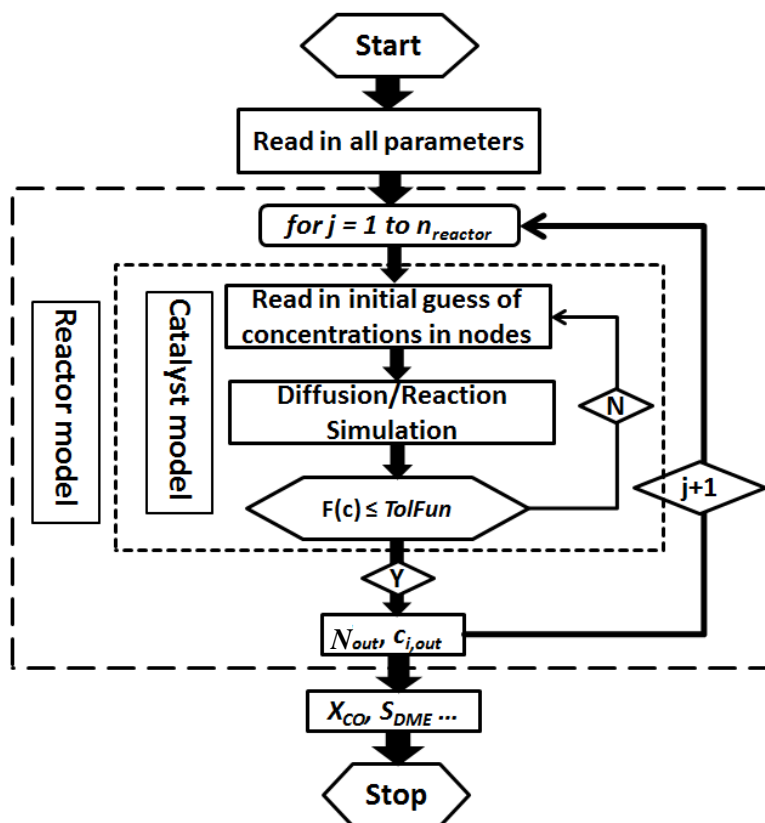 Start
Read in all parameters
for j = 1 to n_reactor
Reactor model
Catalyst model
Read in initial guess of
concentrations in nodes
Diffusion/Reaction
Simulation
N
F(c) ≤ TolFun
j+1
Y
N_out, c_i,out
X_CO, S_DME ...
Stop